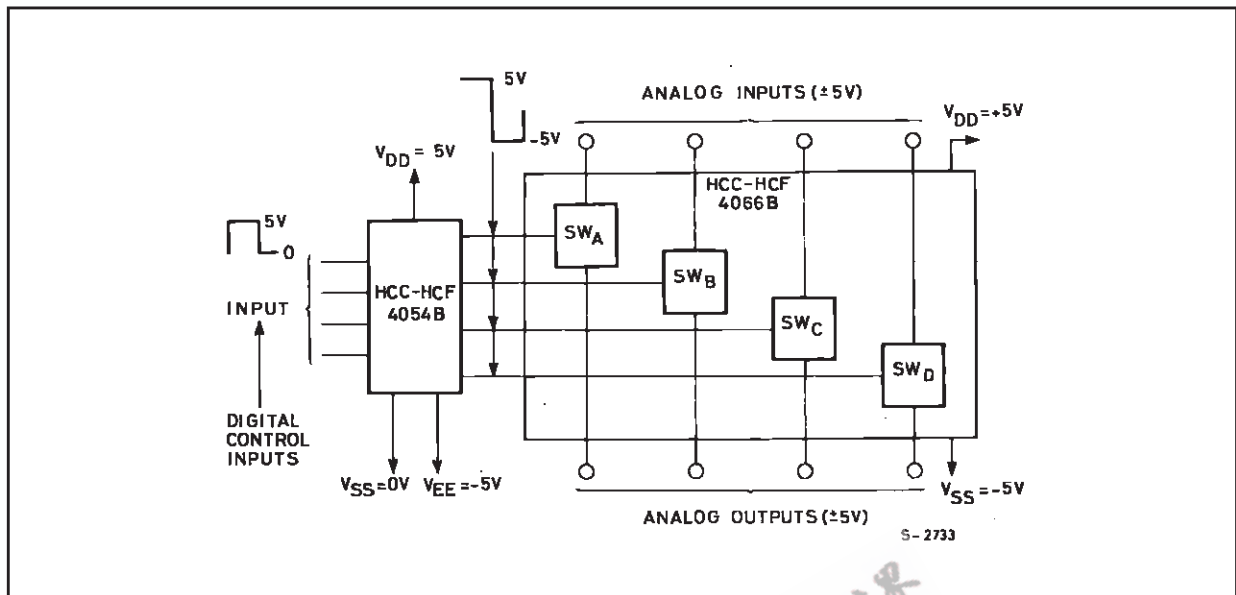 5V
-5V
ANALOG INPUTS (±5V)
VDD=+5V
VDD = 5V
HCC-HCF
4066B
5V
0
INPUT
HCC-HCF
4054B
SWA
SWB
SWC
SWD
DIGITAL
CONTROL
INPUTS
VSS=0V
VEE=-5V
VSS=-5V
ANALOG OUTPUTS (±5V)
S-2733